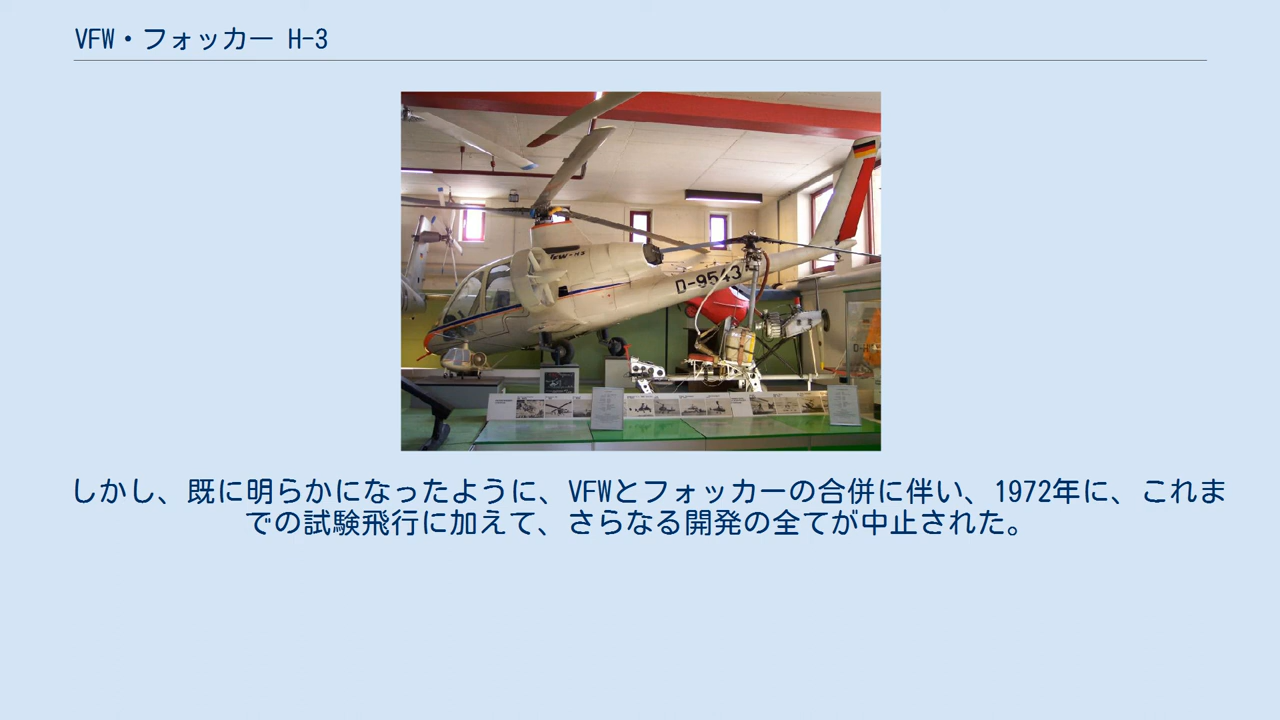 VFW・フォッカー H-3
VFW-H3
D-9543
しかし、既に明らかになったように、VFWとフォッカーの合併に伴い、1972年に、これま
での試験飛行に加えて、さらなる開発の全てが中止された。